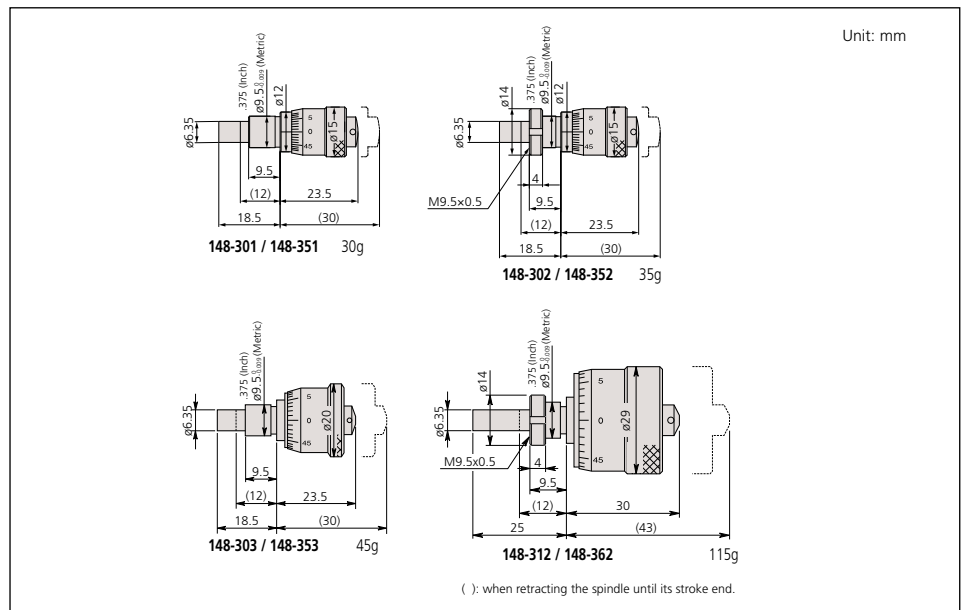 Unit: mm
.375 (Inch)
ø9.5 0 -0.009 (Metric)
ø12
ø6.35
5
0
45
ø15
9.5
(12)
23.5
18.5
(30)
148-301 / 148-351 30g
.375 (Inch)
ø9.5 0 -0.009 (Metric)
ø14
ø12
ø6.35
5
0
45
ø15
4
M9.5×0.5
9.5
(12)
23.5
18.5
(30)
148-302 / 148-352 35g
.375 (Inch)
ø9.5 0 -0.009 (Metric)
ø6.35
5
0
45
ø20
9.5
(12)
23.5
18.5
(30)
148-303 / 148-353 45g
.375 (Inch)
ø9.5 0 -0.009 (Metric)
ø14
ø6.35
5
0
45
ø29
M9.5x0.5
4
9.5
(12)
30
25
(43)
148-312 / 148-362 115g
( ): when retracting the spindle until its stroke end.